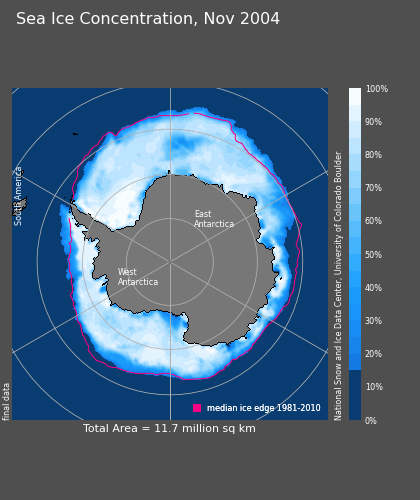 Sea Ice Concentration, Nov 2004
South America
East
Antarctica
West
Antarctica
median ice edge 1981-2010
final data
Total Area = 11.7 million sq km
National Snow and Ice Data Center, University of Colorado Boulder
100%
90%
80%
70%
60%
50%
40%
30%
20%
10%
0%